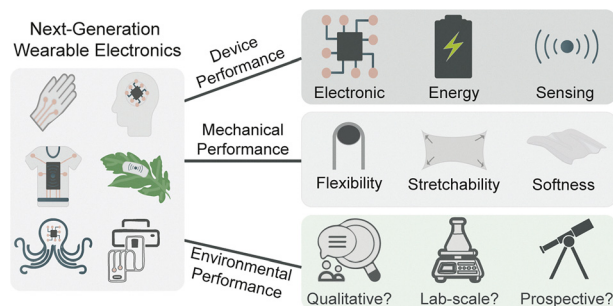 Next-Generation
Wearable Electronics
Device
Performance
Electronic
Energy
Sensing
Mechanical
Performance
Flexibility
Stretchability
Softness
Environmental
Performance
Qualitative?
Lab-scale?
Prospective?